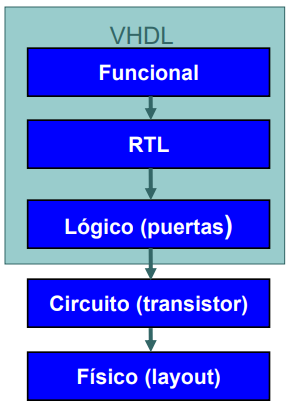 VHDL
Funcional
RTL
Lógico (puertas)
Circuito (transistor)
Físico (layout)